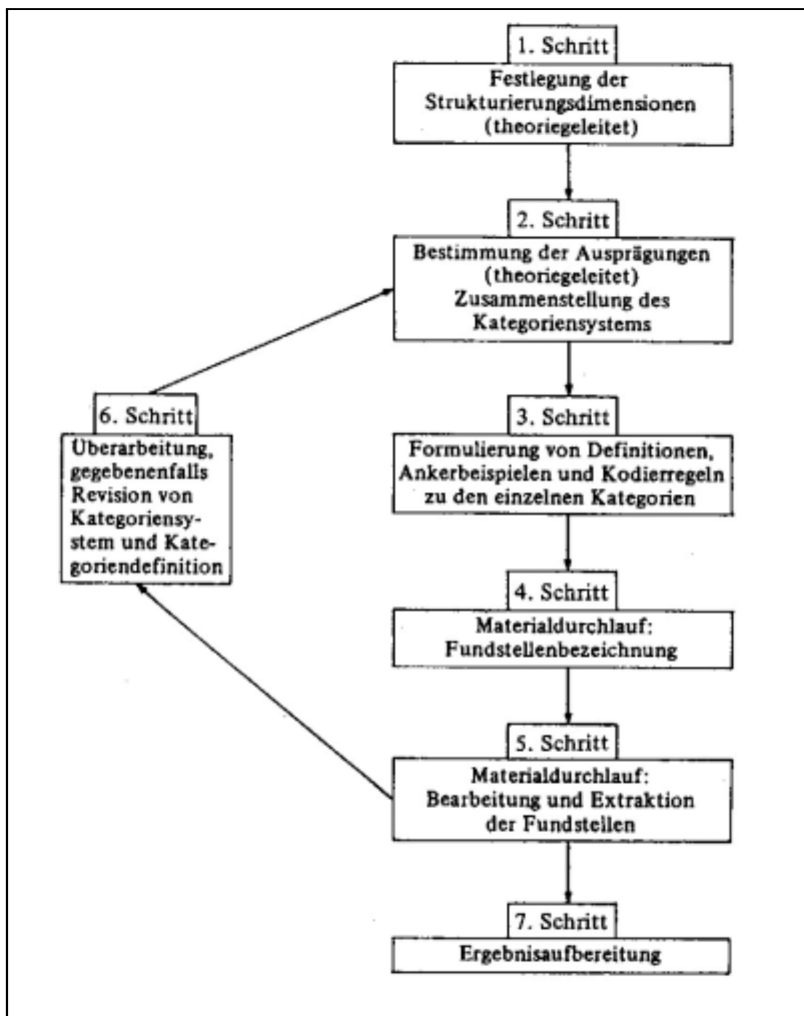 1. Schritt
Festlegung der
Strukturierungsdimensionen
(theoriegeleitet)
2. Schritt
Bestimmung der Ausprägungen
(theoriegeleitet)
Zusammenstellung des
Kategoriensystems
3. Schritt
Formulierung von Definitionen,
Ankerbeispielen und Kodierregeln
zu den einzelnen Kategorien
4. Schritt
Materialdurchlauf:
Fundstellenbezeichnung
5. Schritt
Materialdurchlauf:
Bearbeitung und Extraktion
der Fundstellen
6. Schritt
Überarbeitung,
gegebenenfalls
Revision von
Kategoriensy-
stem und Kate-
goriendefinition
7. Schritt
Ergebnisaufbereitung